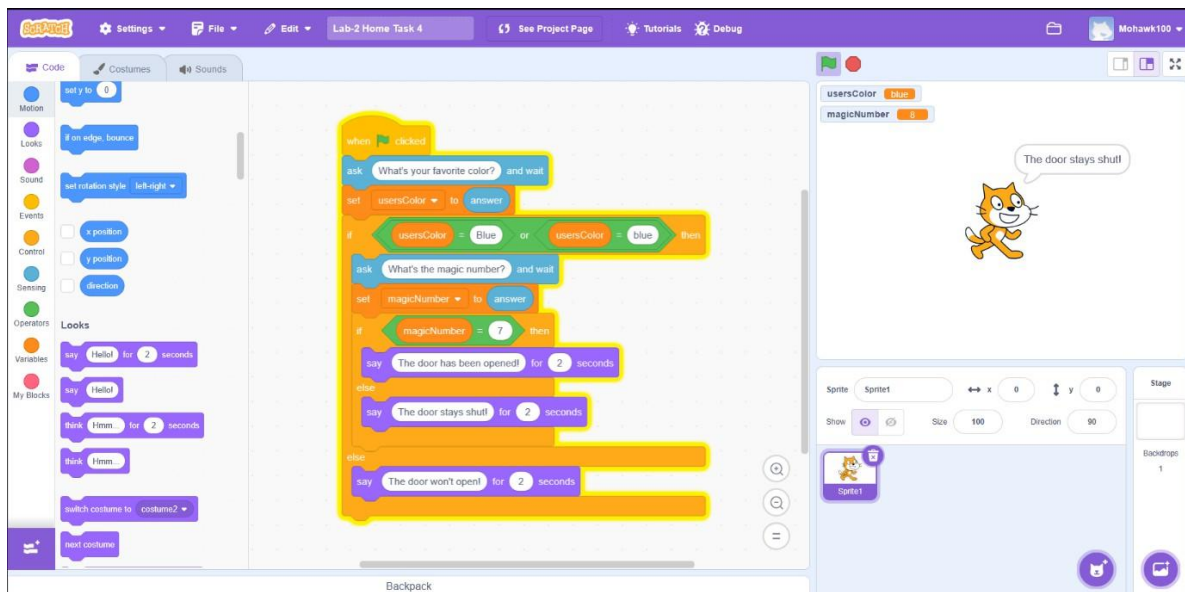 SCRATCH Settings File Edit Lab-2 Home Task 4 See Project Page Tutorials Debug Mohawk100
Code Costumes Sounds
Motion
Looks
Sound
Events
Control
Sensing
Operators
Variables
My Blocks
set y to 0
if on edge, bounce
set rotation style left-right
x position
y position
direction
Looks
say Hello! for 2 seconds
say Hello!
think Hmm... for 2 seconds
think Hmm...
switch costume to costume2
next costume
when clicked
ask What's your favorite color? and wait
set usersColor to answer
if usersColor = Blue or usersColor = blue then
ask What's the magic number? and wait
set magicNumber to answer
if magicNumber = 7 then
say The door has been opened! for 2 seconds
else
say The door stays shut! for 2 seconds
else
say The door won't open! for 2 seconds
Backpack
usersColor blue
magicNumber
The door stays shut!
Sprite Sprite1 x 0 y 0
Show Size 100 Direction 90
Sprite1
Stage
Backdrops
1